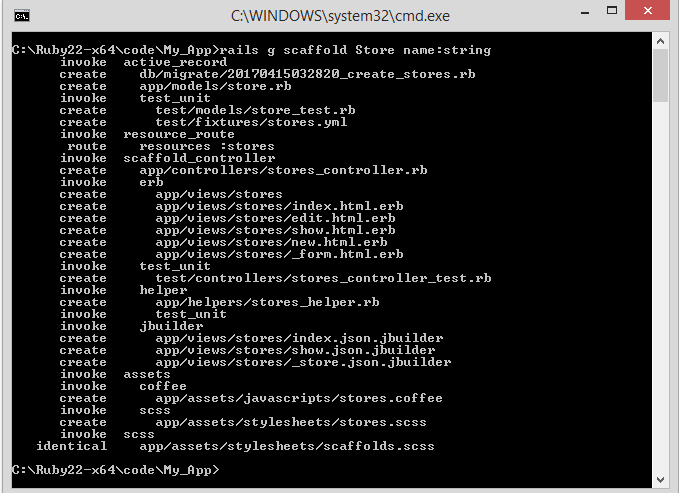 C:\WINDOWS\system32\cmd.exe
C:\Ruby22-x64\code\My_App>rails g scaffold Store name:string
      invoke  active_record
      create    db/migrate/20170415032820_create_stores.rb
      create    app/models/store.rb
      invoke    test_unit
      create      test/models/store_test.rb
      create      test/fixtures/stores.yml
      invoke  resource_route
       route    resources :stores
      invoke  scaffold_controller
      create    app/controllers/stores_controller.rb
      invoke    erb
      create      app/views/stores
      create      app/views/stores/index.html.erb
      create      app/views/stores/edit.html.erb
      create      app/views/stores/show.html.erb
      create      app/views/stores/new.html.erb
      create      app/views/stores/_form.html.erb
      invoke    test_unit
      create      test/controllers/stores_controller_test.rb
      invoke    helper
      create      app/helpers/stores_helper.rb
      invoke      test_unit
      invoke    jbuilder
      create      app/views/stores/index.json.jbuilder
      create      app/views/stores/show.json.jbuilder
      create      app/views/stores/_store.json.jbuilder
      invoke  assets
      invoke    coffee
      create      app/assets/javascripts/stores.coffee
      invoke    scss
      create      app/assets/stylesheets/stores.scss
      invoke  scss
   identical    app/assets/stylesheets/scaffolds.scss
C:\Ruby22-x64\code\My_App>